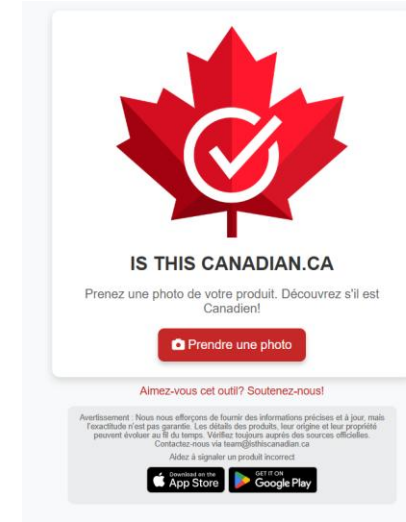 IS THIS CANADIAN.CA
Prenez une photo de votre produit. Découvrez s'il est
Canadien!
Prendre une photo
Aimez-vous cet outil? Soutenez-nous!
Avertissement : Nous nous efforçons de fournir des informations précises et à jour, mais
l'exactitude n'est pas garantie. Les détails des produits, leur origine et leur propriété
peuvent évoluer au fil du temps. Vérifiez toujours auprès des sources officielles.
Contactez-nous via team@isthiscanadian.ca
Aidez à signaler un produit incorrect
Download on the
App Store
GET IT ON
Google Play